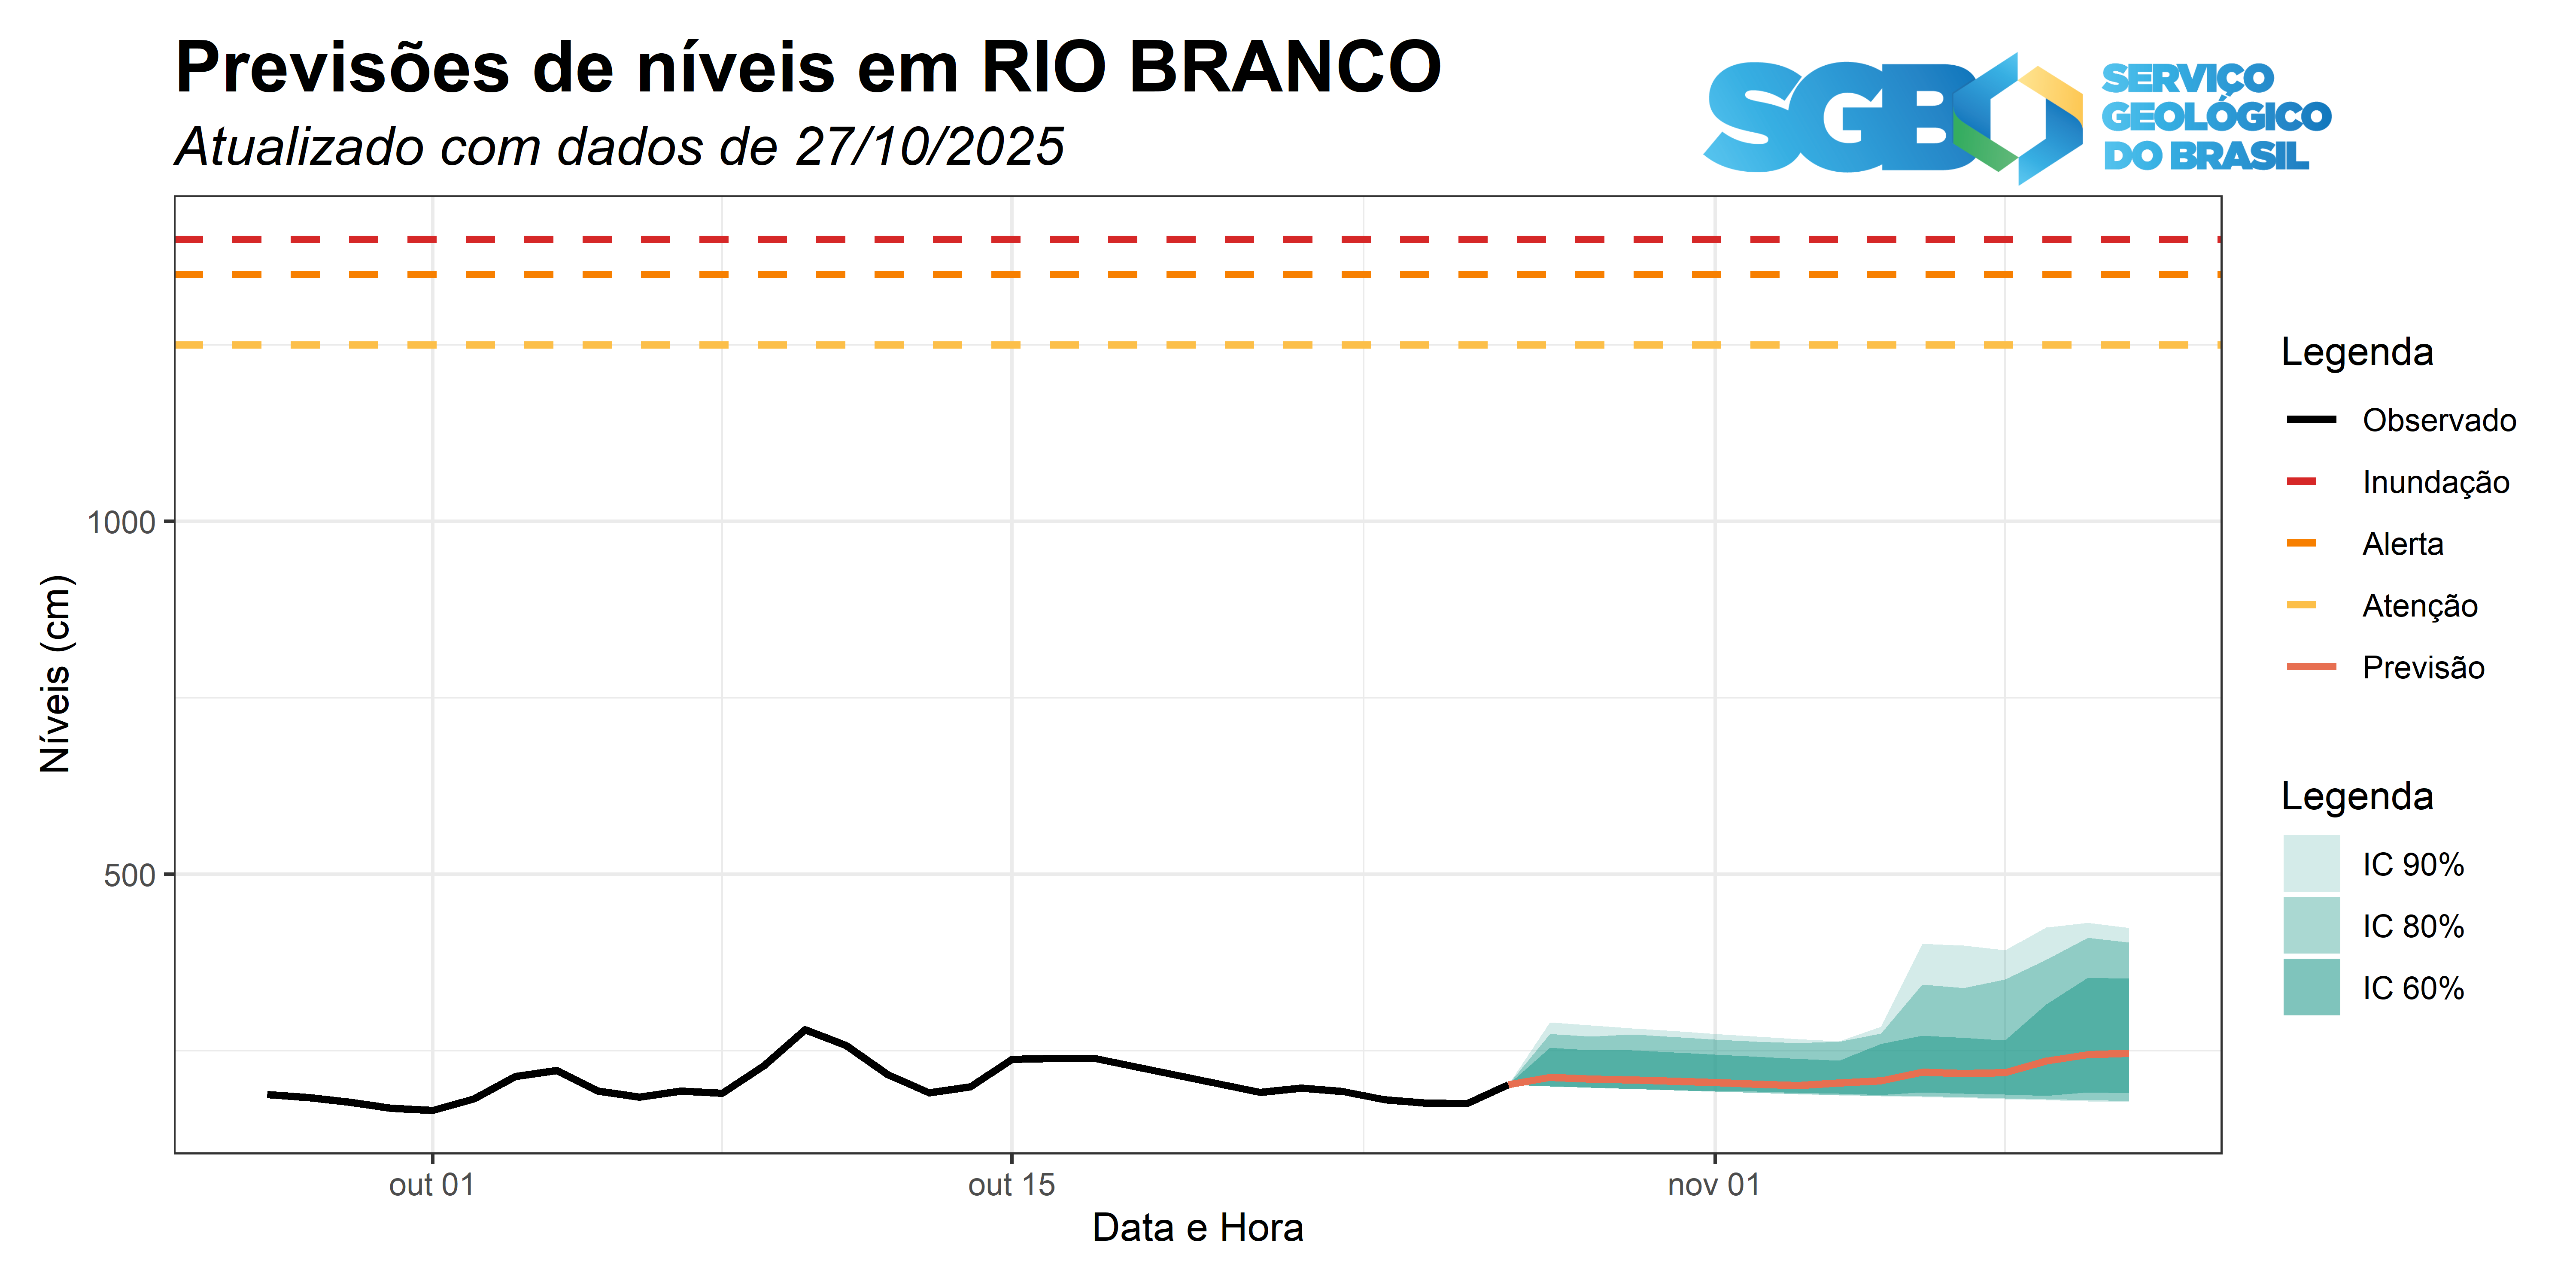 Previsões de níveis em RIO BRANCO
Atualizado com dados de 27/10/2025
SGB
SERVIÇO
GEOLÓGICO
DO BRASIL
Níveis (cm)
1000
500
out 01
out 15
nov 01
Data e Hora
Legenda
Observado
Inundação
Alerta
Atenção
Previsão
Legenda
IC 90%
IC 80%
IC 60%